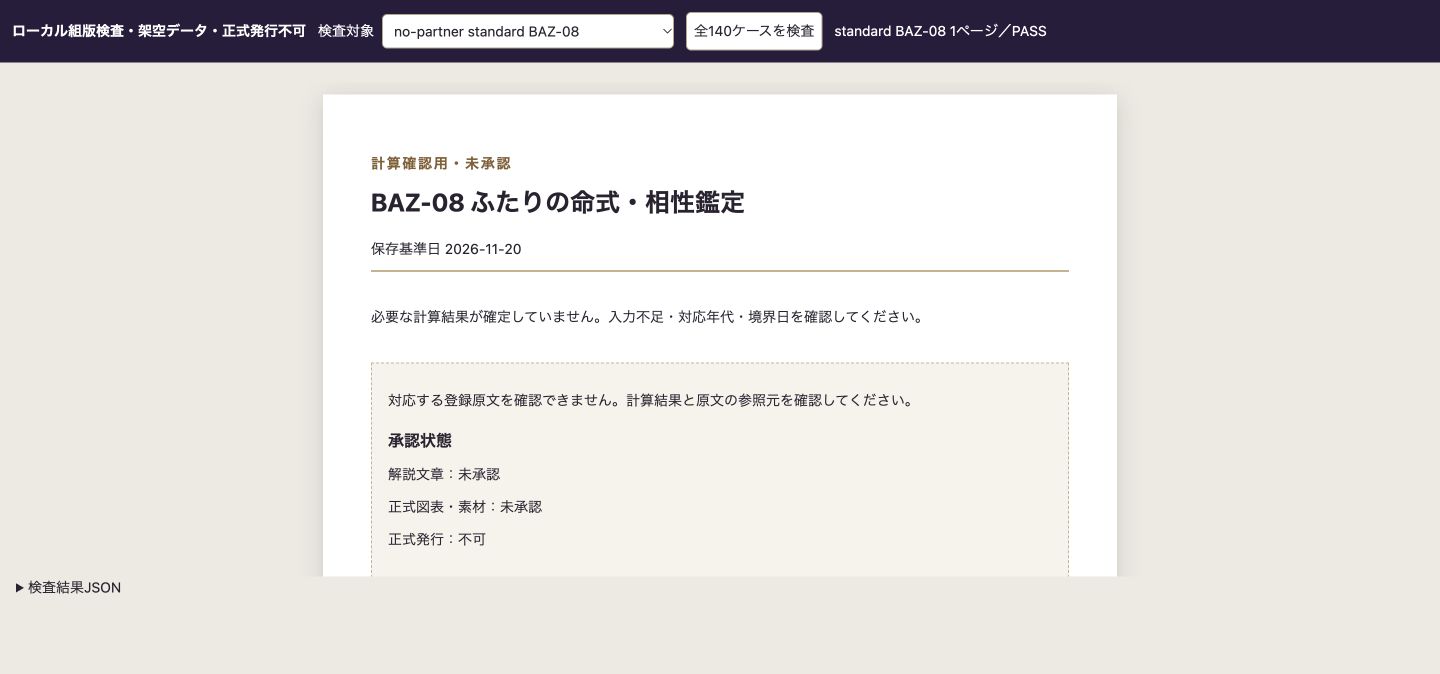 ローカル組版検査・架空データ・正式発行不可 検査対象 no-partner standard BAZ-08 全140ケースを検査 standard BAZ-08 1ページ／PASS
計算確認用・未承認
BAZ-08 ふたりの命式・相性鑑定
保存基準日 2026-11-20
必要な計算結果が確定していません。入力不足・対応年代・境界日を確認してください。
対応する登録原文を確認できません。計算結果と原文の参照元を確認してください。
承認状態
解説文章：未承認
正式図表・素材：未承認
正式発行：不可
検査結果JSON